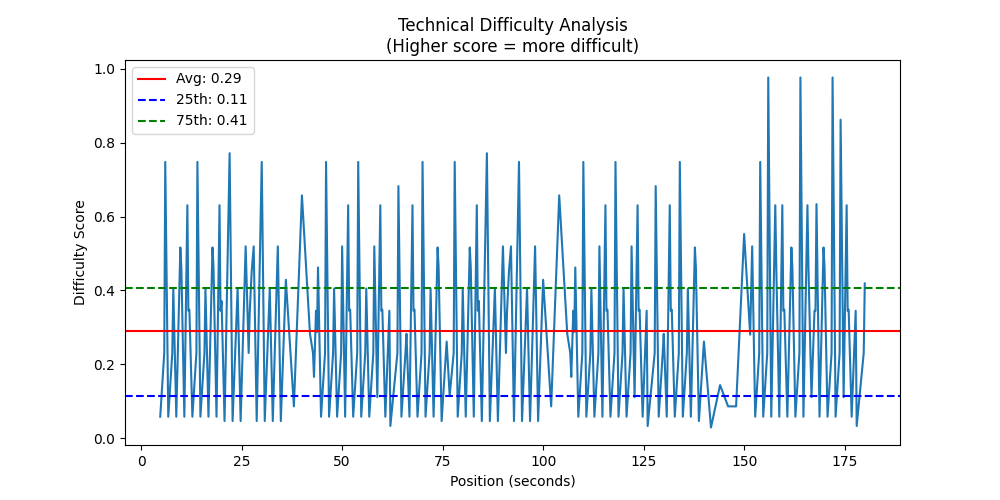 Technical Difficulty Analysis
(Higher score = more difficult)
Avg: 0.29
25th: 0.11
75th: 0.41
Difficulty Score
1.0
0.8
0.6
0.4
0.2
0.0
0 25 50 75 100 125 150 175
Position (seconds)